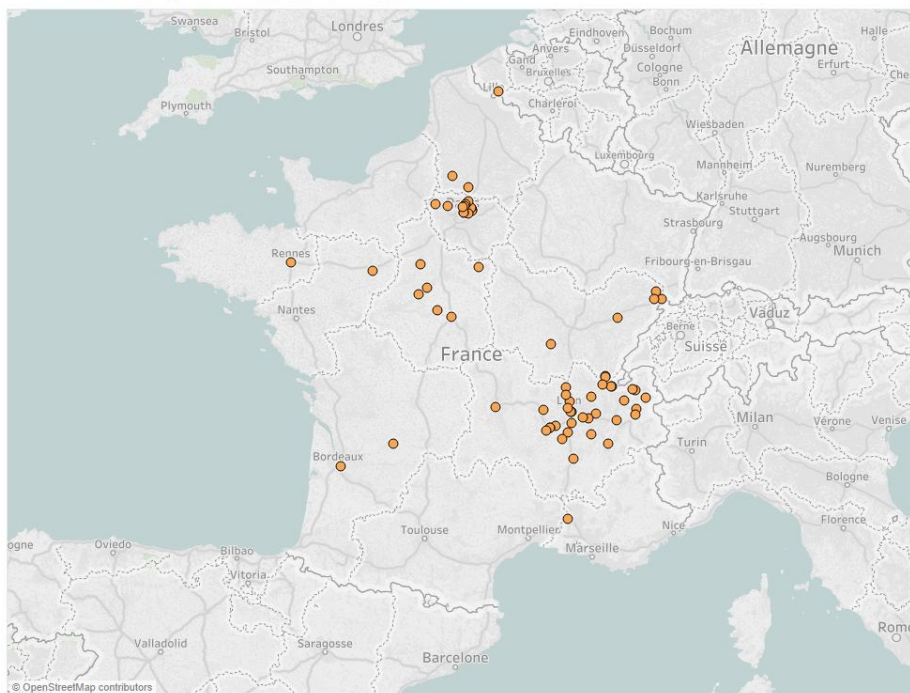 Swansea
Londres
Bristol
Southampton
Plymouth
Eindhoven
Bochum
Halle
Anvers
Düsseldorf
Allemagne
Gand
Cologne
Erfurt
Bruxelles
Bonn
Charleroi
Wiesbaden
Luxembourg
Mannheim
Nuremberg
Karlsruhe
Strasbourg
Stuttgart
Augsbourg
Munich
Fribourg-en-Brisgau
Rennes
Nantes
Berne
Vaduz
Suisse
France
Lyon
Milan
Turin
Vérone
Venise
Bordeaux
Bologne
Toulouse
Montpellier
Nice
Florence
Marseille
Oviedo
Bilbao
Vitoria
Valladolid
Saragosse
Barcelone
© OpenStreetMap contributors